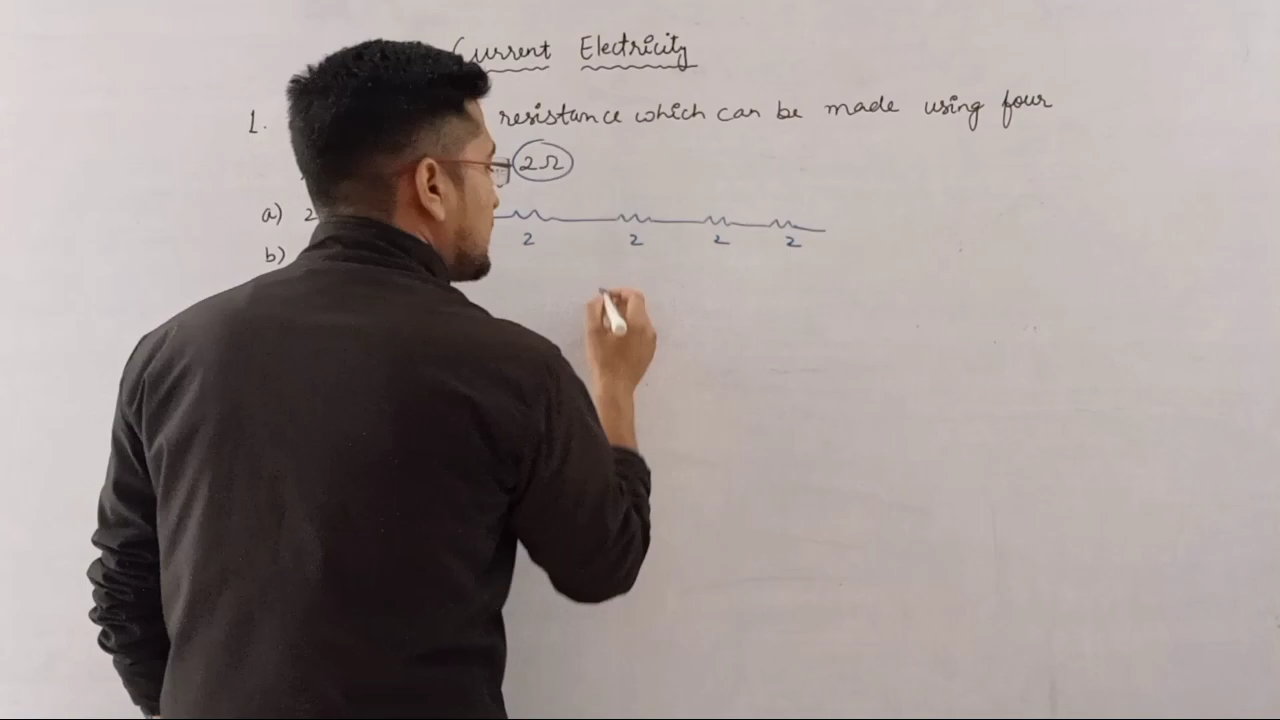 Current Electricity
1. resistance which can be made using four
2Ω
a) 2
2 2 2 2
b)